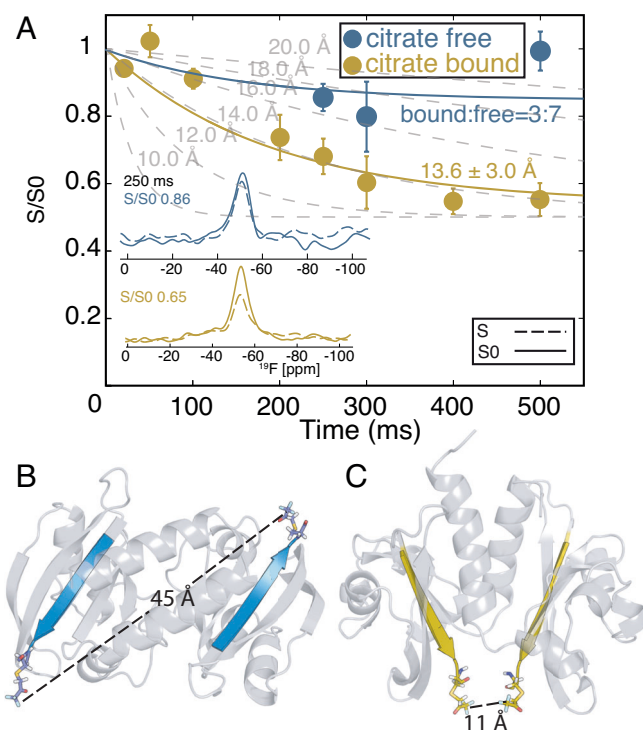 A
citrate free
citrate bound
20.0 Å
18.0 Å
16.0 Å
14.0 Å
12.0 Å
10.0 Å
bound:free=3:7
13.6 ± 3.0 Å
250 ms
S/S0 0.86
0 -20 -40 -60 -80 -100
S/S0 0.65
0 -20 -40 -60 -80 -100
¹⁹F [ppm]
S
S0
S/S0
1
0.8
0.6
0.4
0.2
0 100 200 300 400 500
Time (ms)
B
45 Å
C
11 Å